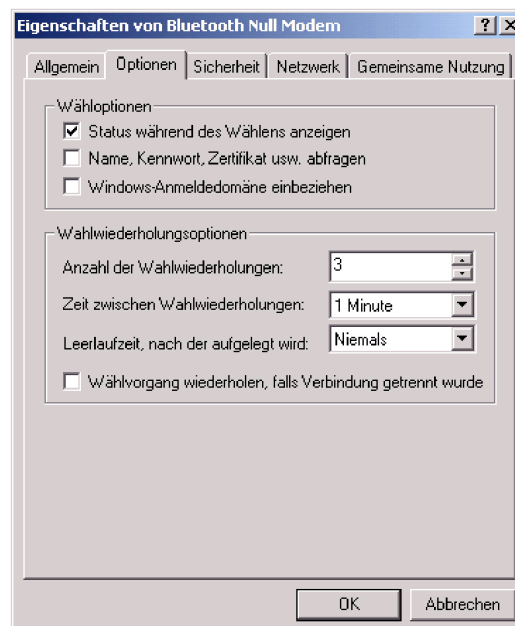 Eigenschaften von Bluetooth Null Modem
Allgemein Optionen Sicherheit Netzwerk Gemeinsame Nutzung
Wähloptionen
Status während des Wählens anzeigen
Name, Kennwort, Zertifikat usw. abfragen
Windows-Anmeldedomäne einbeziehen
Wahlwiederholungsoptionen
Anzahl der Wahlwiederholungen: 3
Zeit zwischen Wahlwiederholungen: 1 Minute
Leerlaufzeit, nach der aufgelegt wird: Niemals
Wählvorgang wiederholen, falls Verbindung getrennt wurde
OK Abbrechen